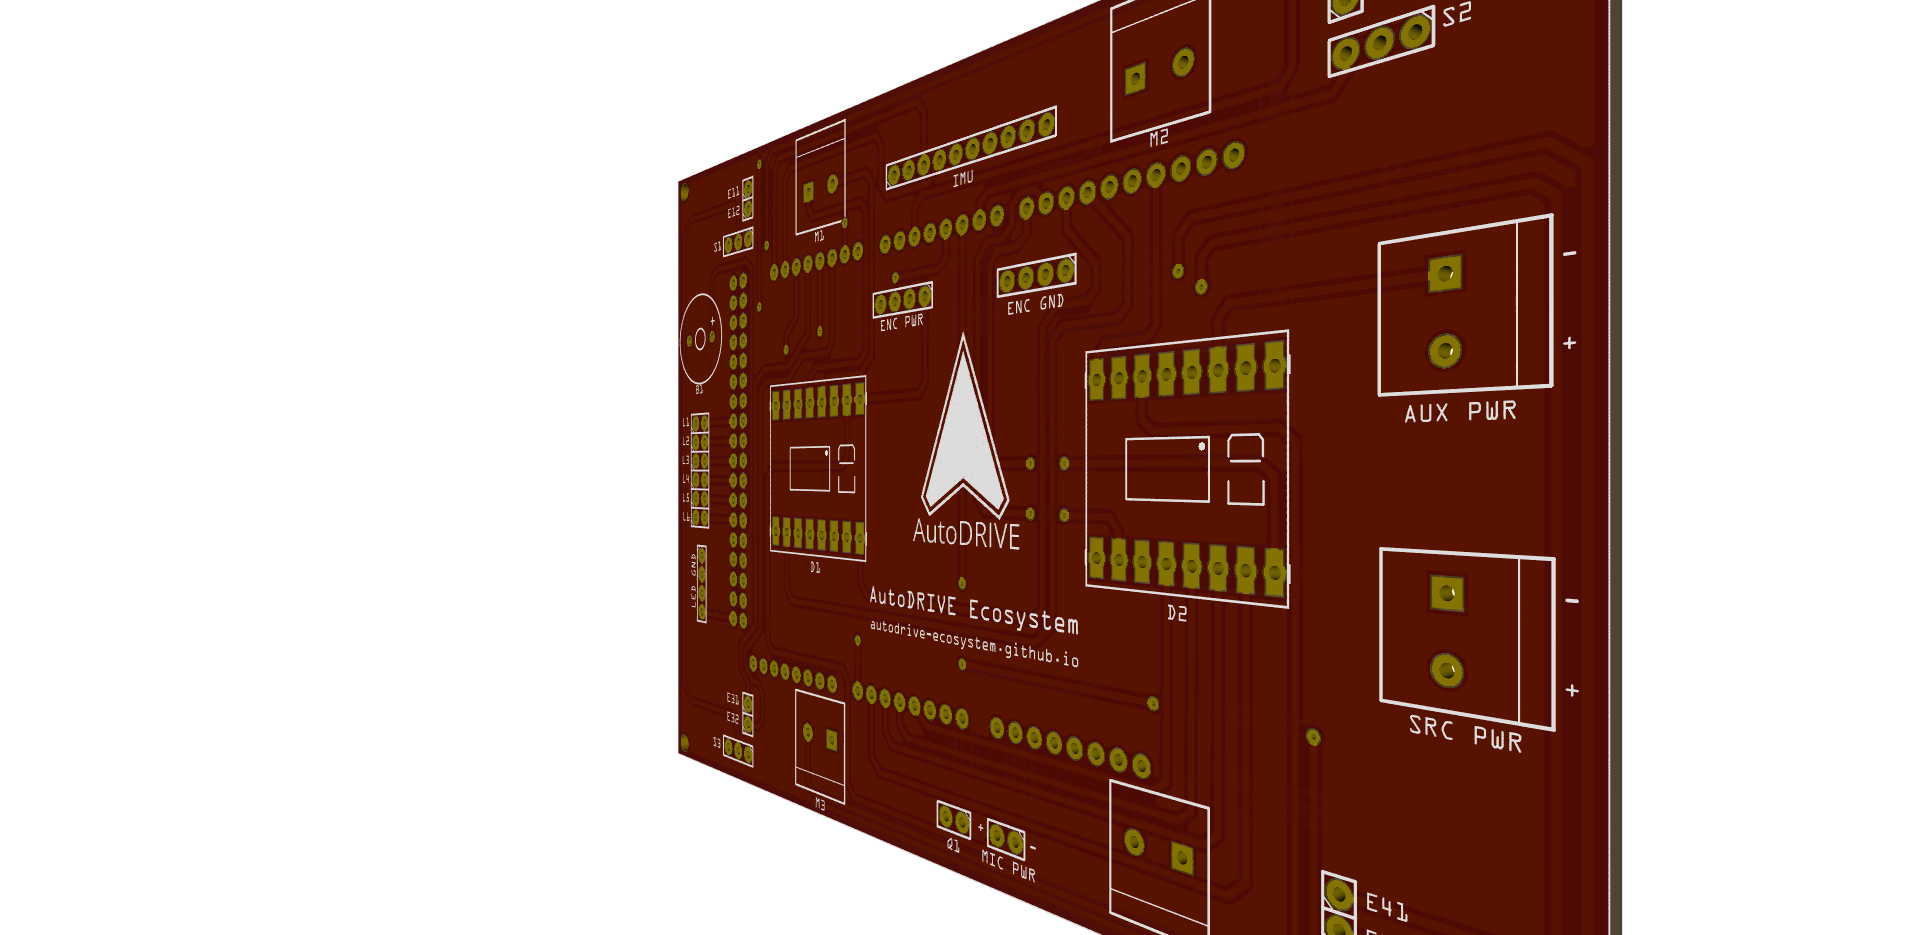 S2
M2
IMU
E11
E12
M1
S1
-
ENC GND
ENC PWR
+
+
B1
AUX PWR
L1
L2
L3
L4
L5
L6
AutoDRIVE
D1
LED GND
AutoDRIVE Ecosystem
autodrive-ecosystem.github.io
D2
-
+
SRC PWR
E31
E32
S3
M3
Q1
+
MIC PWR
-
E41